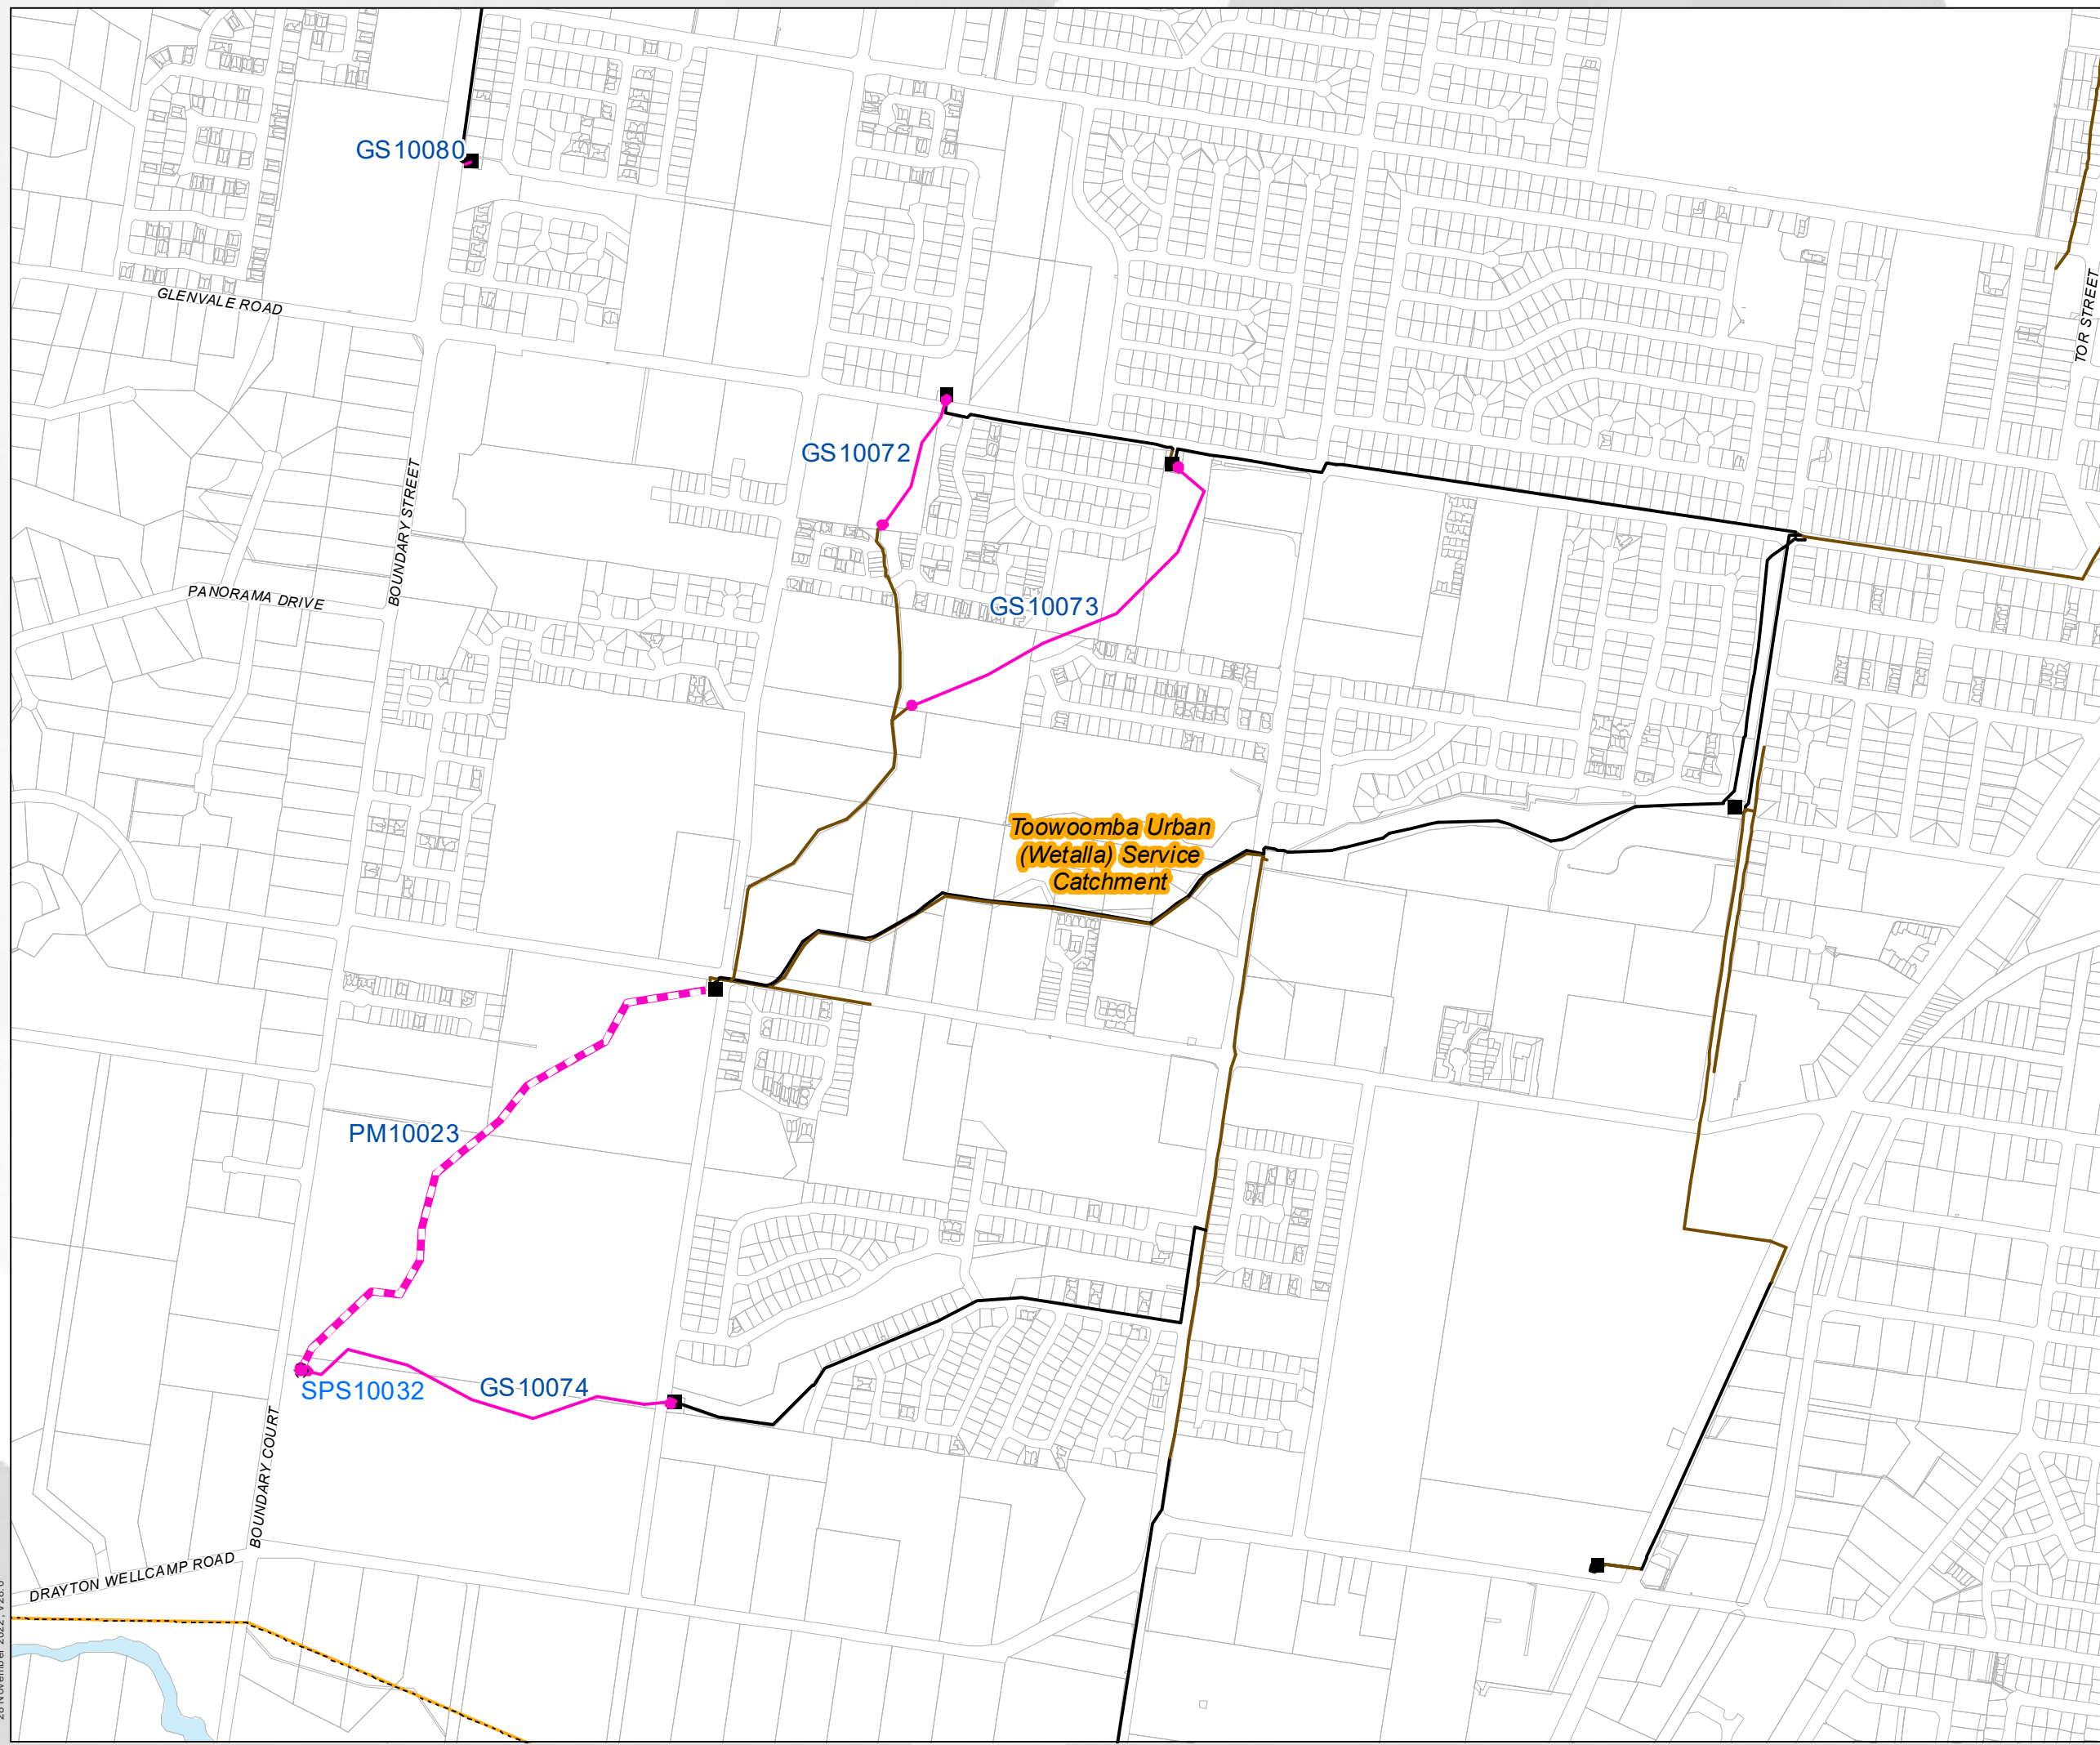 GS10080
GLENVALE ROAD
TOR STREET
GS10072
BOUNDARY STREET
PANORAMA DRIVE
GS10073
Toowoomba Urban
(Wetalla) Service
Catchment
PM10023
SPS10032
GS10074
BOUNDARY COURT
DRAYTON WELLCAMP ROAD